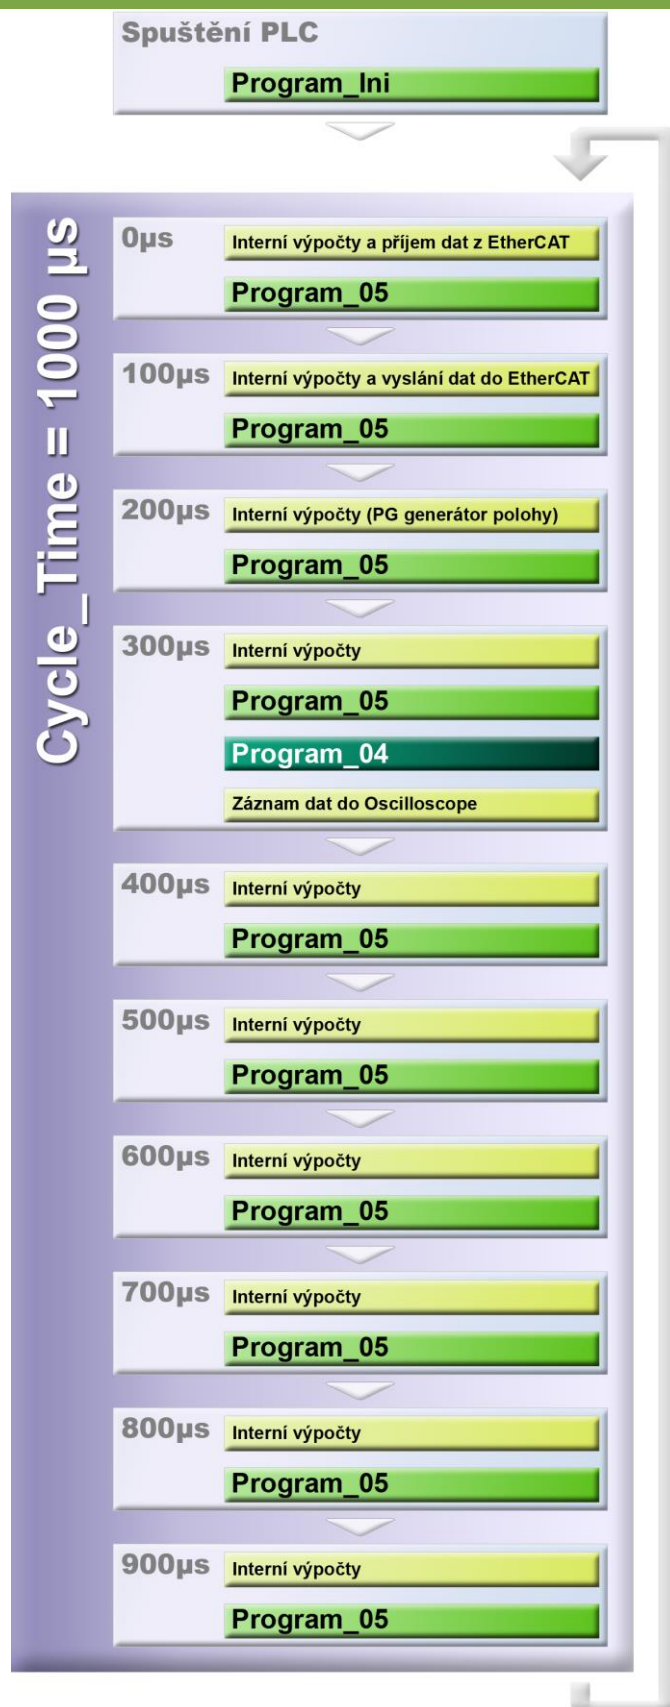 Spuštění PLC
Program_Ini
Cycle_Time = 1000 µs
0µs
Interní výpočty a příjem dat z EtherCAT
Program_05
100µs
Interní výpočty a vyslání dat do EtherCAT
Program_05
200µs
Interní výpočty (PG generátor polohy)
Program_05
300µs
Interní výpočty
Program_05
Program_04
Záznam dat do Oscilloscope
400µs
Interní výpočty
Program_05
500µs
Interní výpočty
Program_05
600µs
Interní výpočty
Program_05
700µs
Interní výpočty
Program_05
800µs
Interní výpočty
Program_05
900µs
Interní výpočty
Program_05